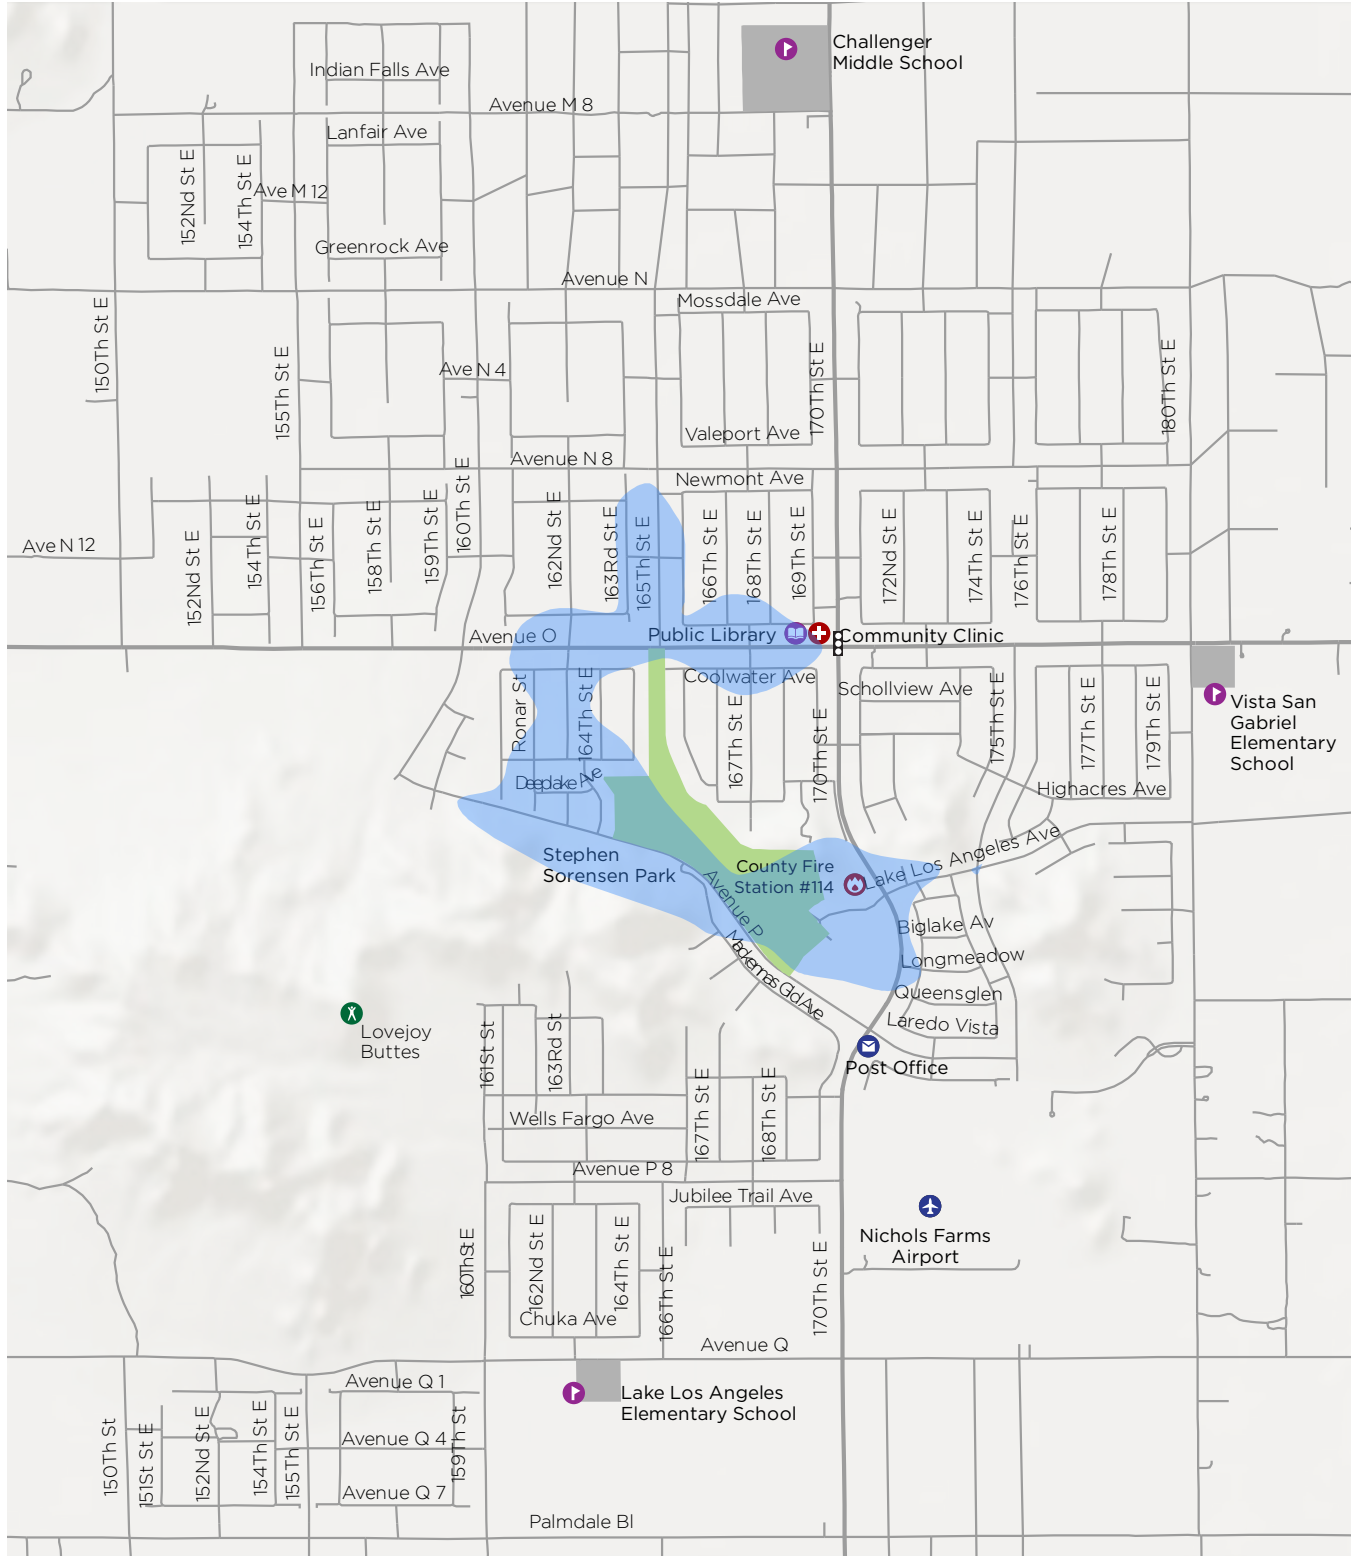 Challenger
Middle School
Indian Falls Ave
Avenue M 8
Lanfair Ave
152Nd St E
154Th St E
Ave M 12
Greenrock Ave
Avenue N
Mossdale Ave
150Th St E
155Th St E
Ave N 4
170Th St E
180Th St E
Valeport Ave
Avenue N 8
Newmont Ave
Ave N 12
152Nd St E
154Th St E
156Th St E
158Th St E
159Th St E
160Th St E
162Nd St E
163Rd St E
165Th St E
166Th St E
168Th St E
169Th St E
172Nd St E
174Th St E
176Th St E
178Th St E
Avenue O
Public Library
Community Clinic
Coolwater Ave
Schollview Ave
Ronar St
164Th St E
167Th St E
170Th St E
175Th St E
177Th St E
179Th St E
Vista San
Gabriel
Elementary
School
Deeplake Ave
Highacres Ave
Stephen
Sorensen Park
County Fire
Station #114
Lake Los Angeles Ave
Avenue P
Biglake Av
Longmeadow
Queensglen
Laredo Vista
Lovejoy
Buttes
161St St
163Rd St E
Post Office
Wells Fargo Ave
167Th St E
168Th St E
Avenue P 8
Jubilee Trail Ave
Nichols Farms
Airport
160Th St E
162Nd St E
164Th St E
166Th St E
170Th St E
Chuka Ave
Avenue Q
Lake Los Angeles
Elementary School
Avenue Q 1
150Th St
151St St E
152Nd St E
154Th St E
155Th St E
Avenue Q 4
159Th St E
Avenue Q 7
Palmdale Bl